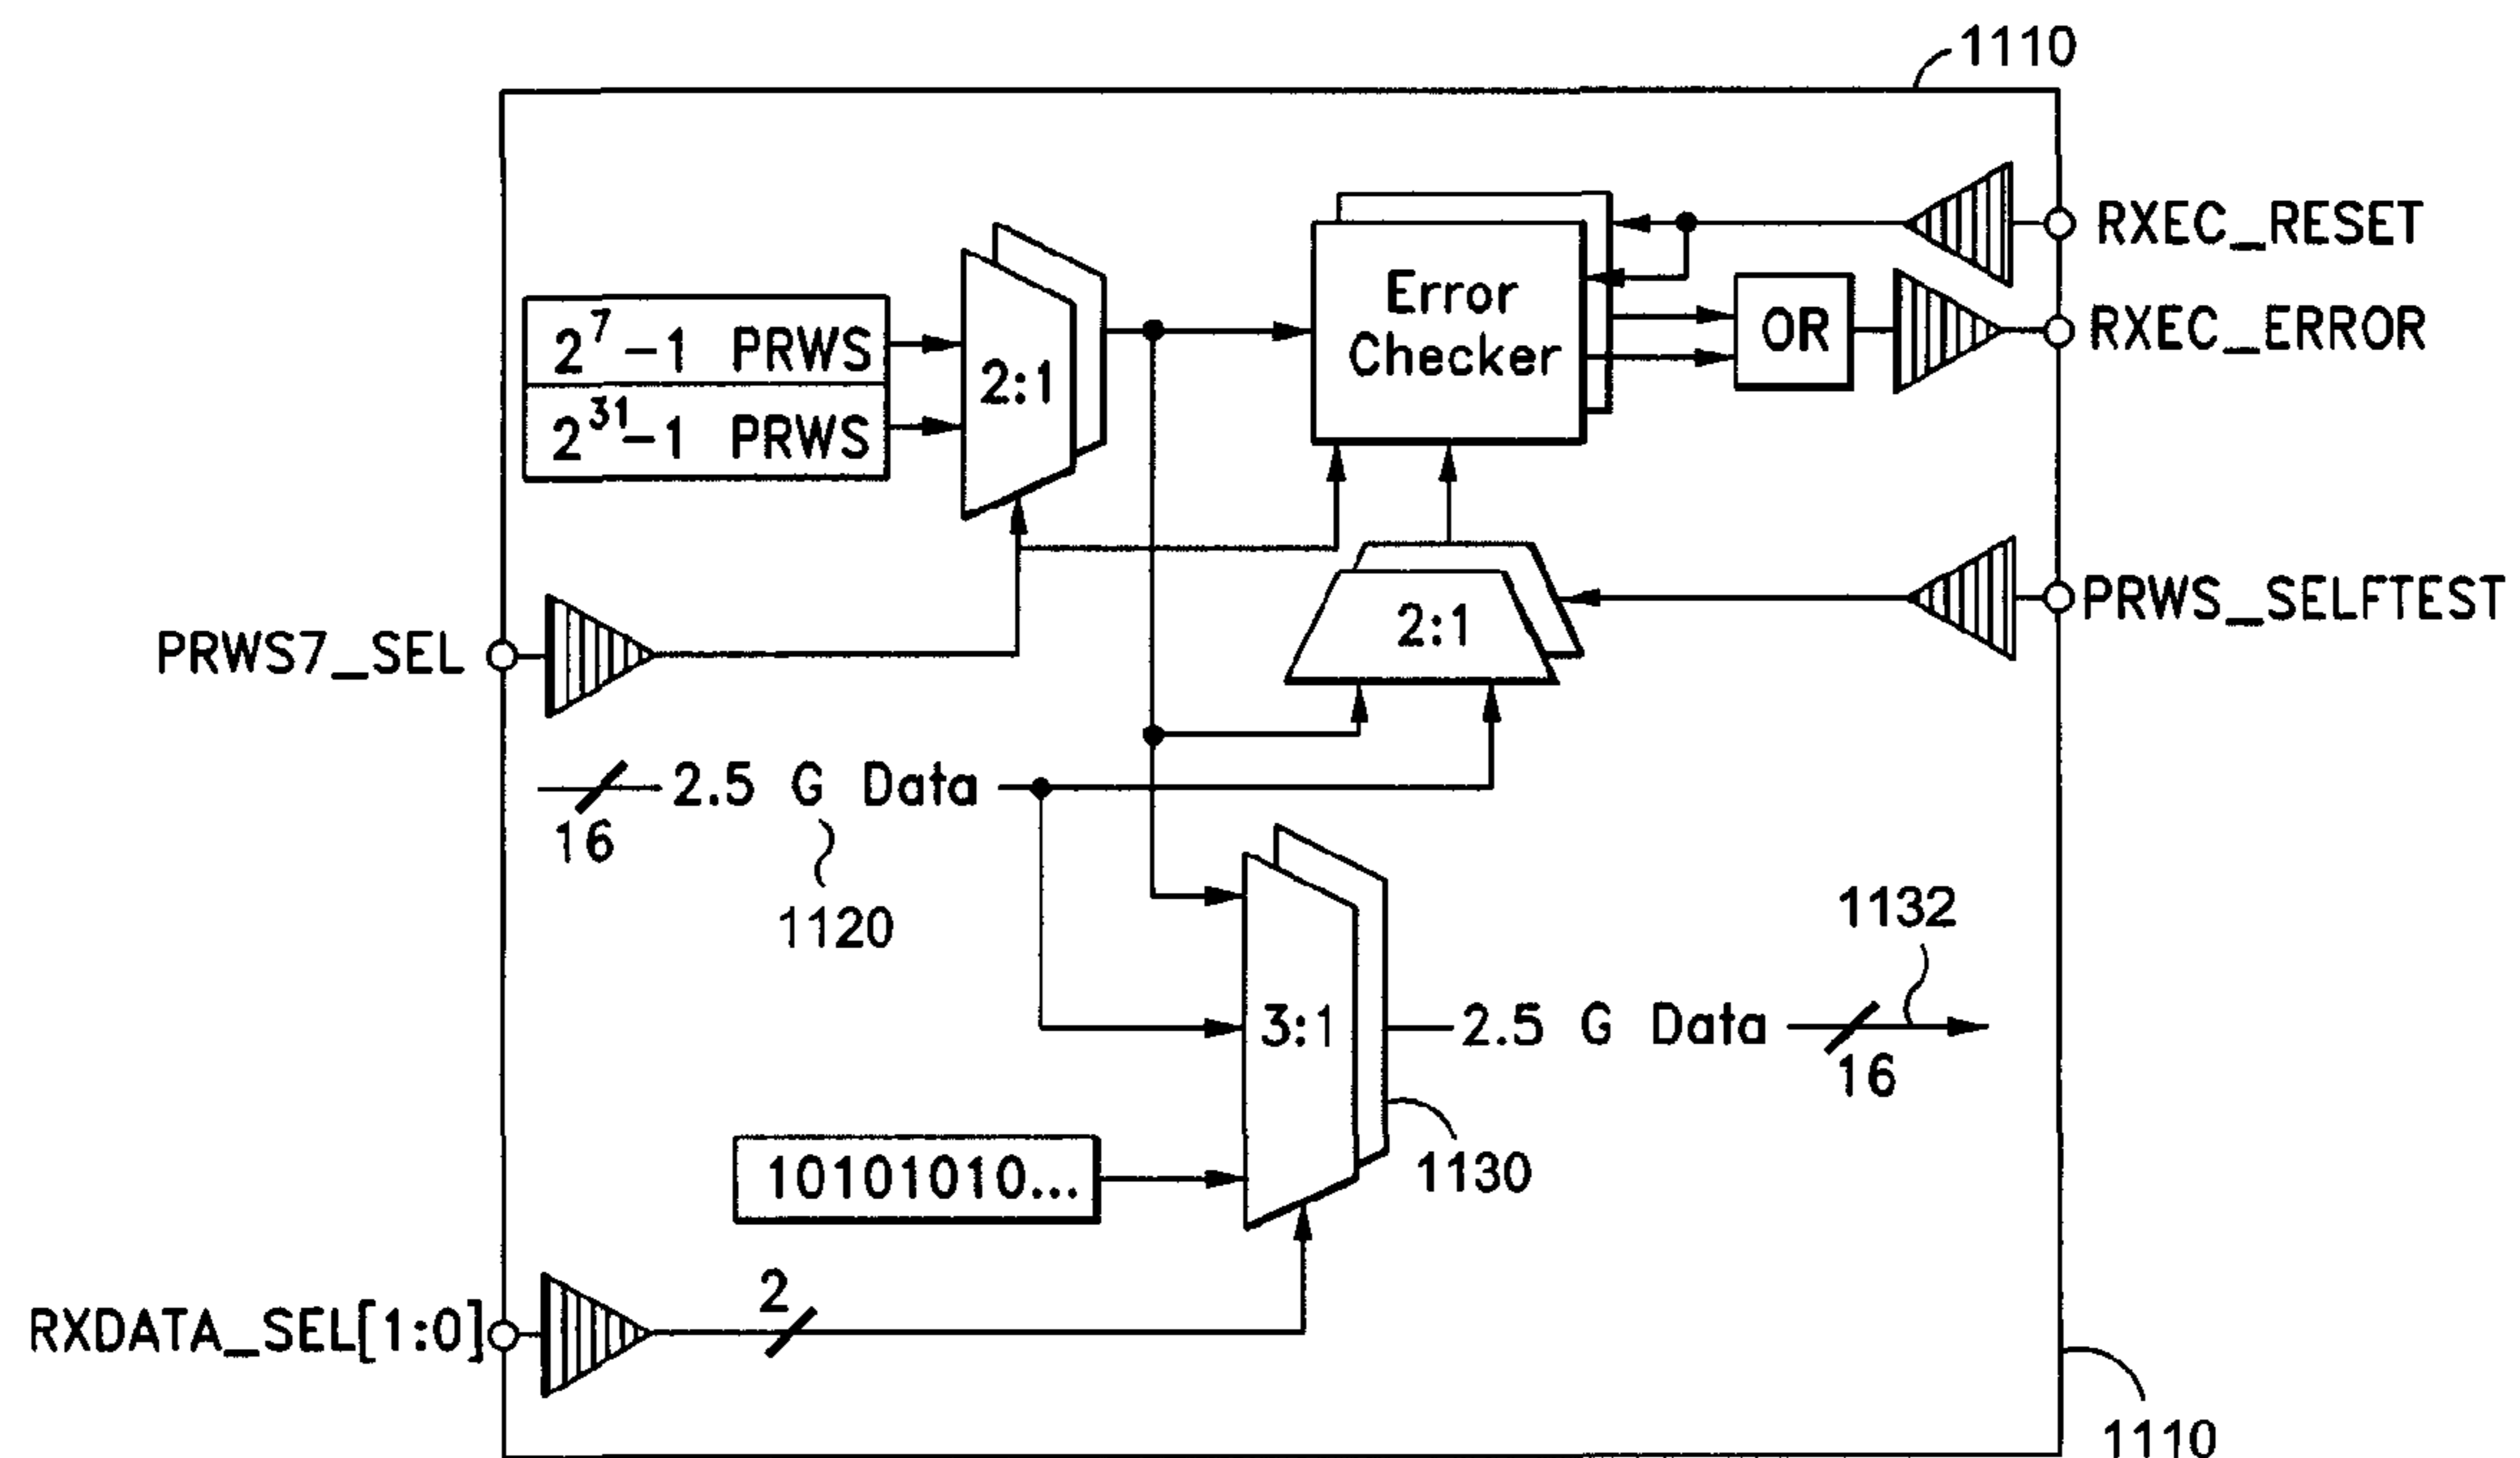 1110
RXEC_RESET
Error
Checker
OR
RXEC_ERROR
2^7-1 PRWS
2^31-1 PRWS
2:1
PRWS_SELFTEST
2:1
PRWS7_SEL
2.5 G Data
16
1120
1132
3:1
2.5 G Data
16
10101010...
1130
2
RXDATA_SEL[1:0]
1110